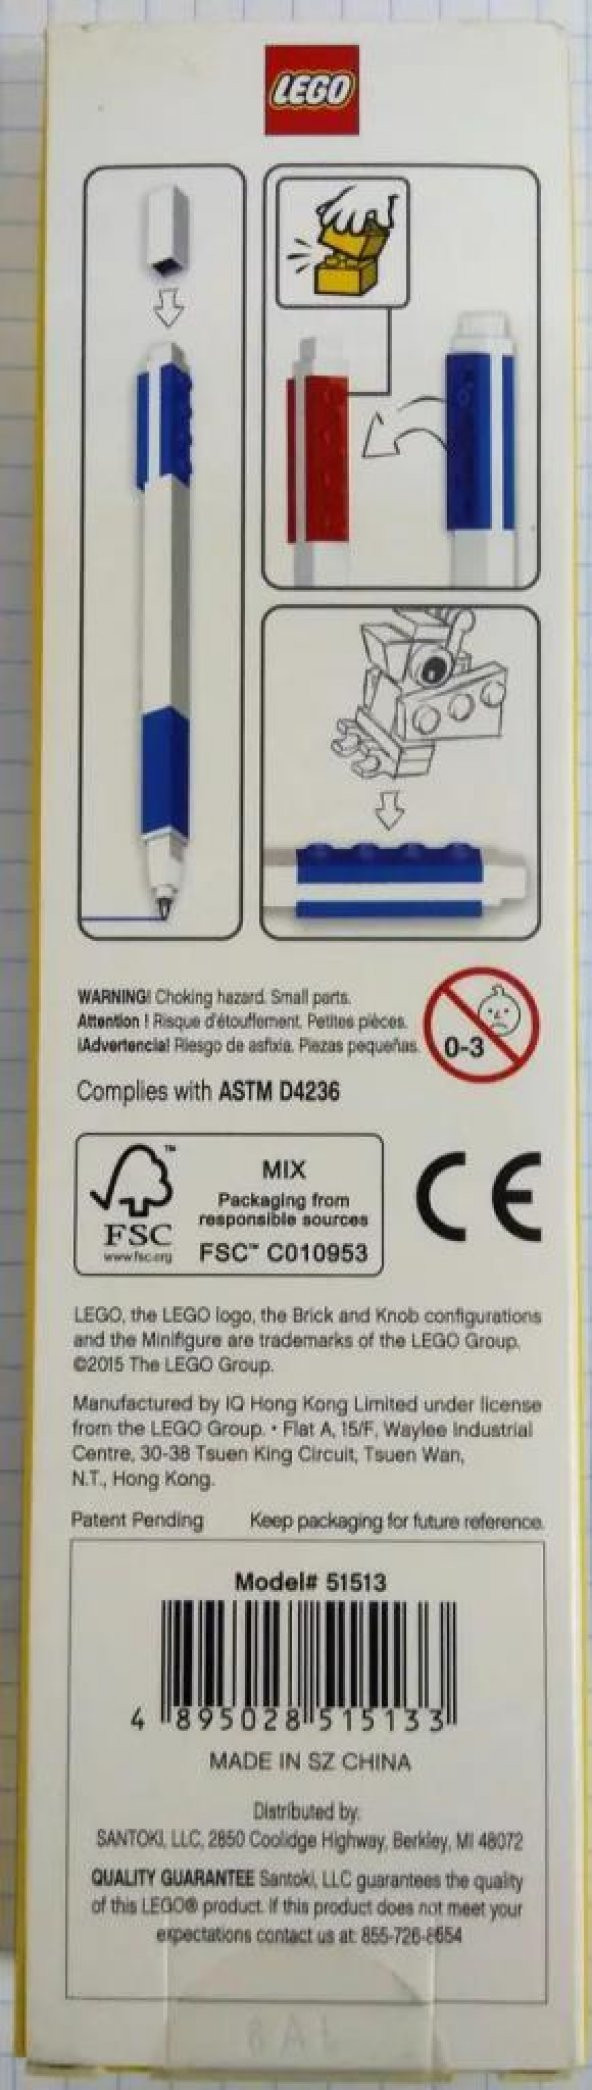 LEGO
WARNING! Choking hazard. Small parts.
Attention ! Risque d'étouffement. Petites pièces.
¡Advertencia! Riesgo de asfixia. Piezas pequeñas.
0-3
Complies with ASTM D4236
FSC™
www.fsc.org
MIX
Packaging from
responsible sources
FSC™ C010953
CE
LEGO, the LEGO logo, the Brick and Knob configurations
and the Minifigure are trademarks of the LEGO Group.
©2015 The LEGO Group.
Manufactured by IQ Hong Kong Limited under license
from the LEGO Group. • Flat A, 15/F, Waylee Industrial
Centre, 30-38 Tsuen King Circuit, Tsuen Wan,
N.T., Hong Kong.
Patent Pending Keep packaging for future reference.
Model# 51513
4 895028 515133
MADE IN SZ CHINA
Distributed by:
SANTOKI, LLC, 2850 Coolidge Highway, Berkley, MI 48072
QUALITY GUARANTEE Santoki, LLC guarantees the quality
of this LEGO® product. If this product does not meet your
expectations contact us at: 855-726-8654